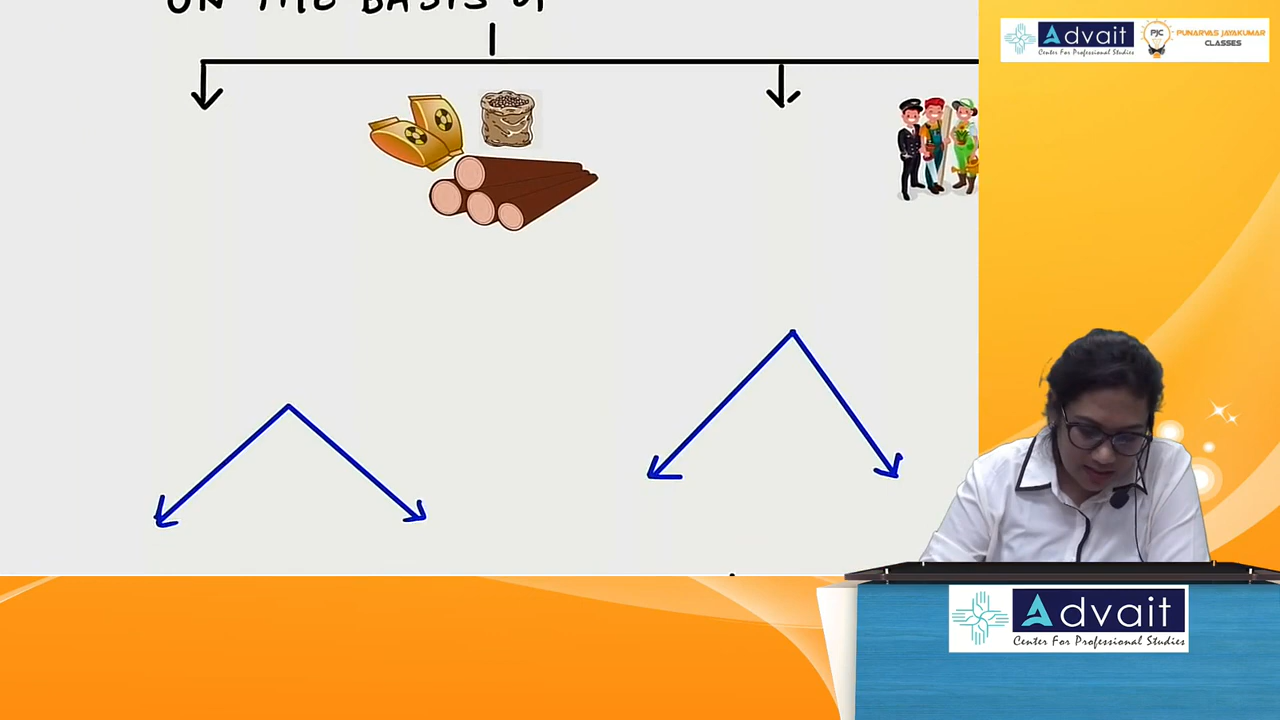 ON THE BASIS OF
Advait
Center For Professional Studies
PJC
PUNARVAS JAYAKUMAR
CLASSES
Advait
Center For Professional Studies